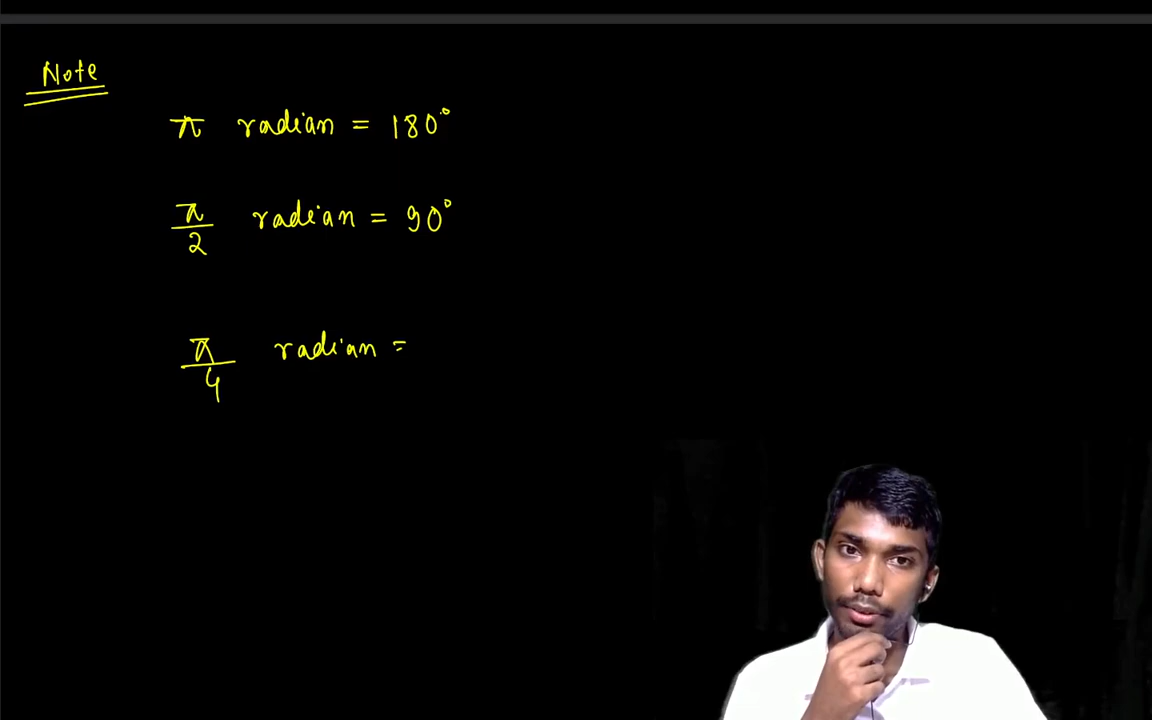 Note
π radian = 180°
π/2 radian = 90°
π/4 radian =